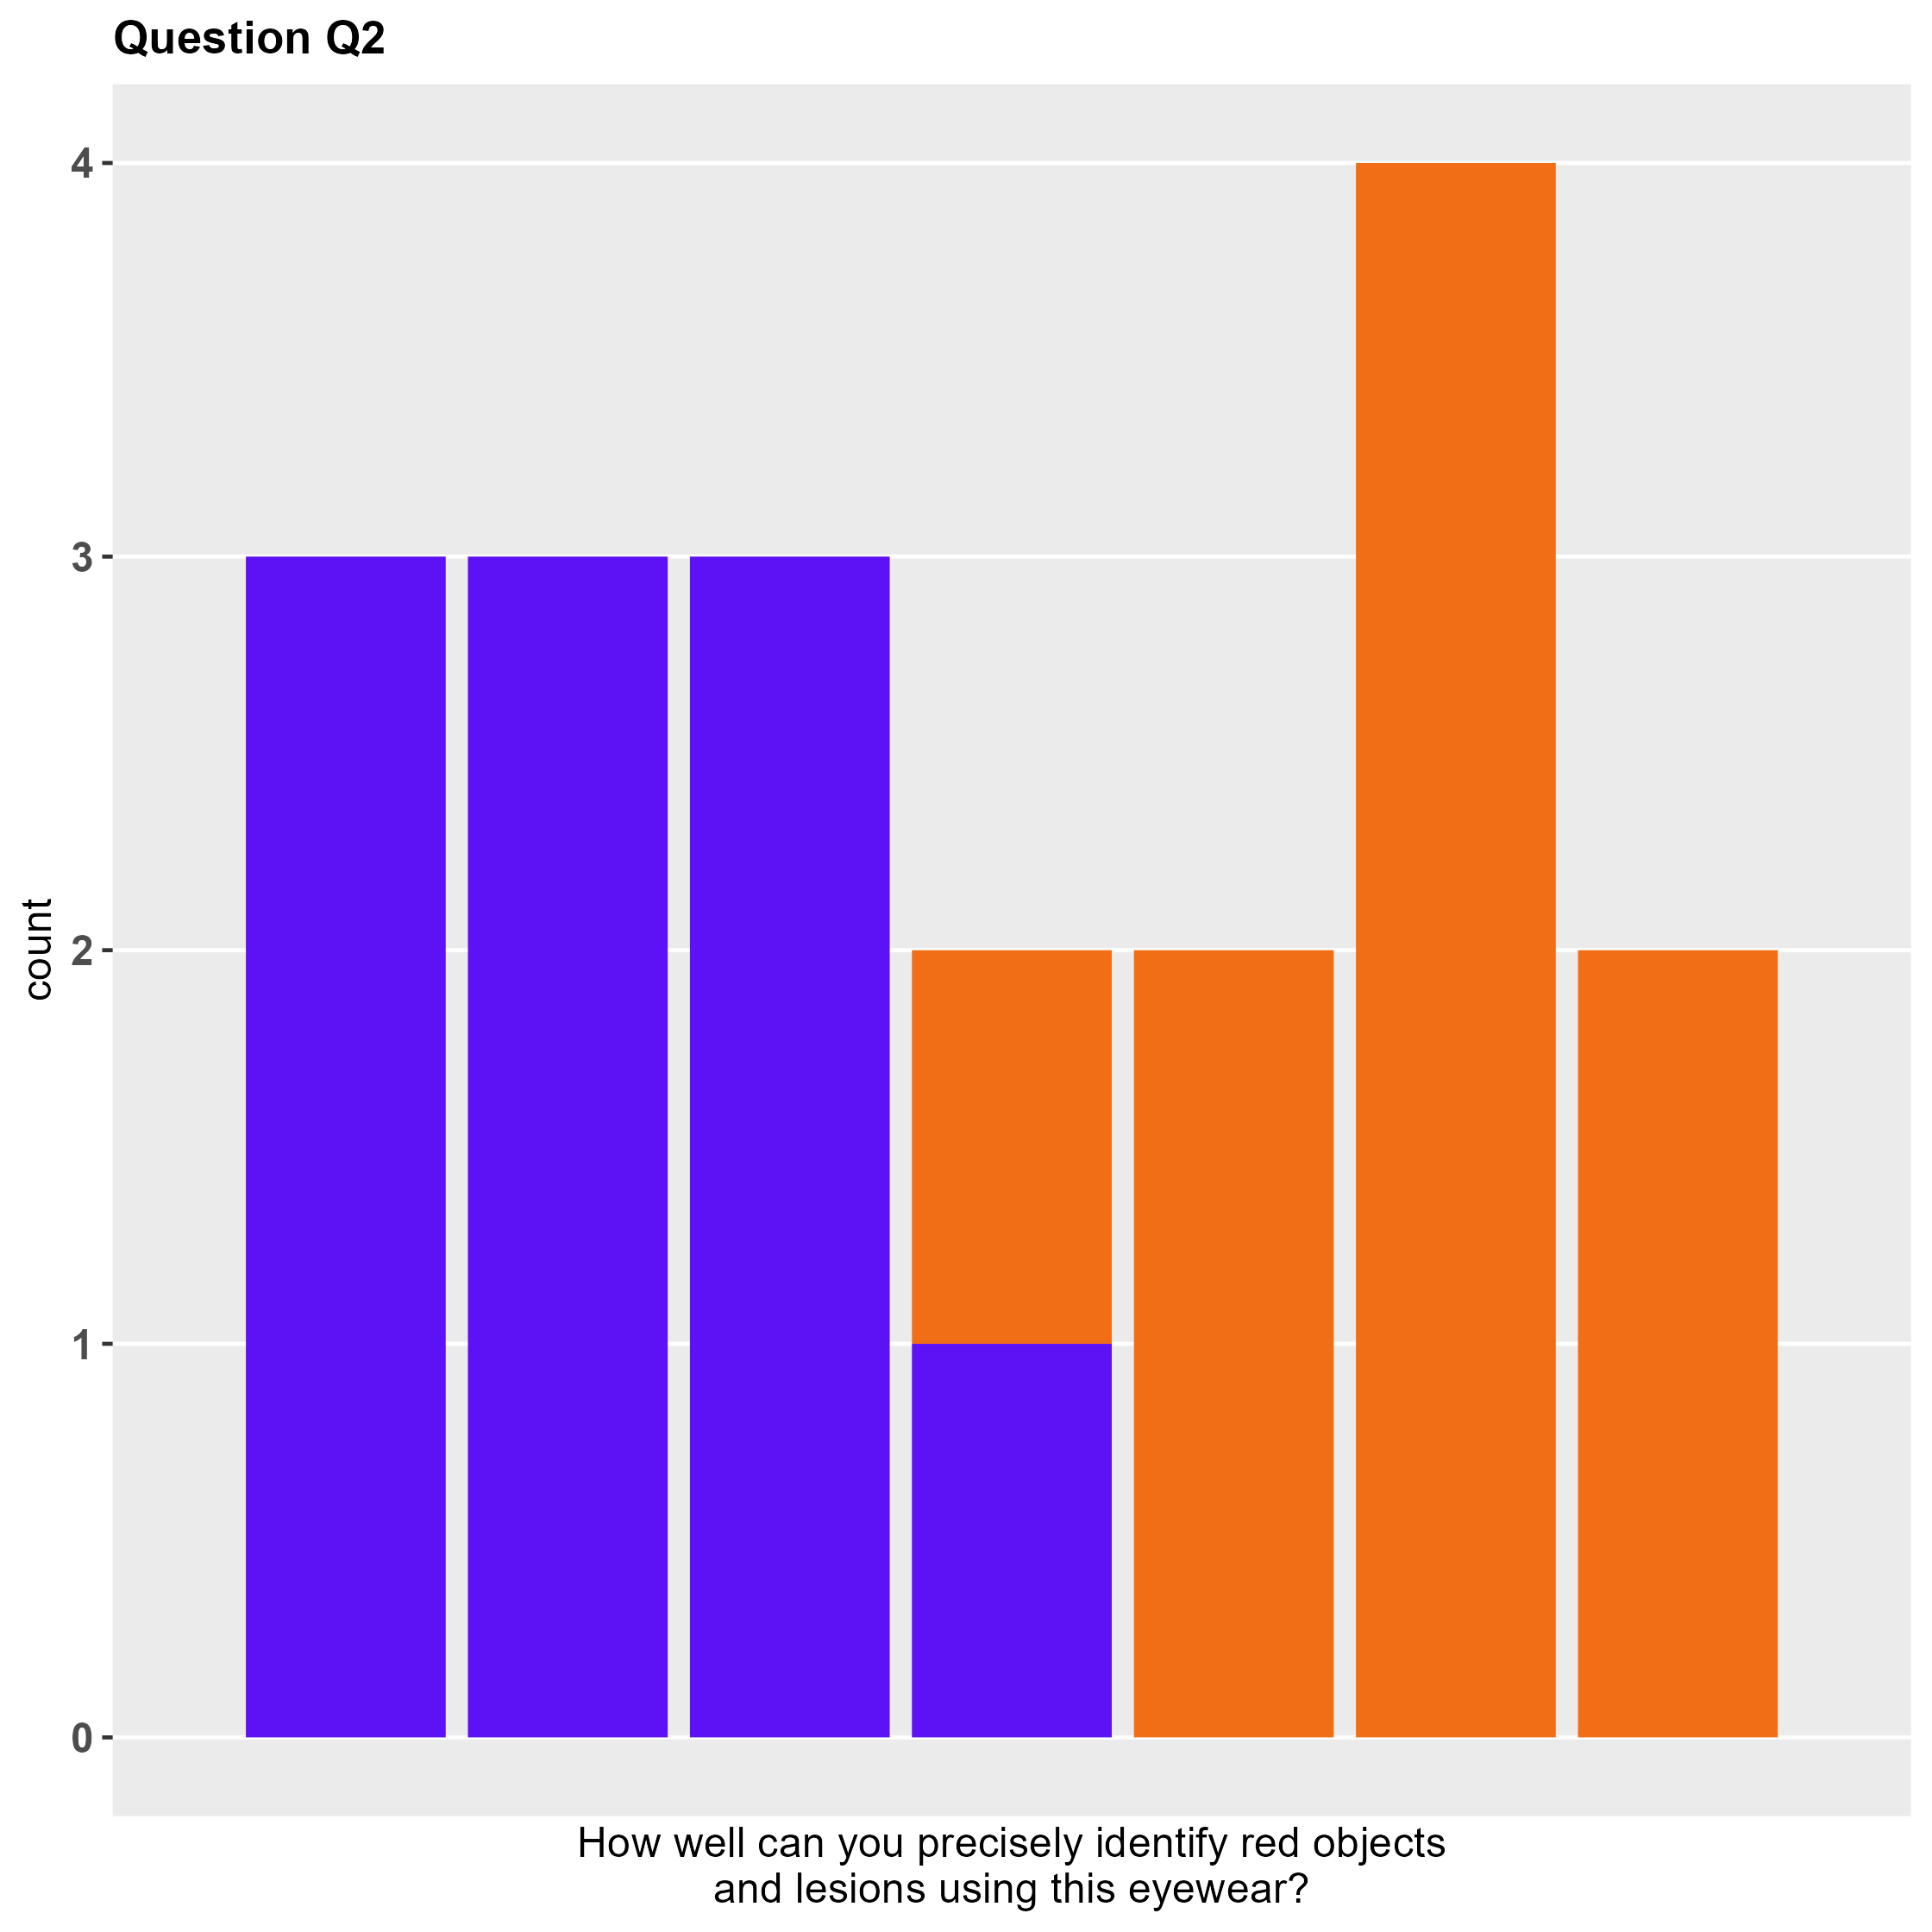 Question Q2
4
3
2
1
0
count
How well can you precisely identify red objects
and lesions using this eyewear?